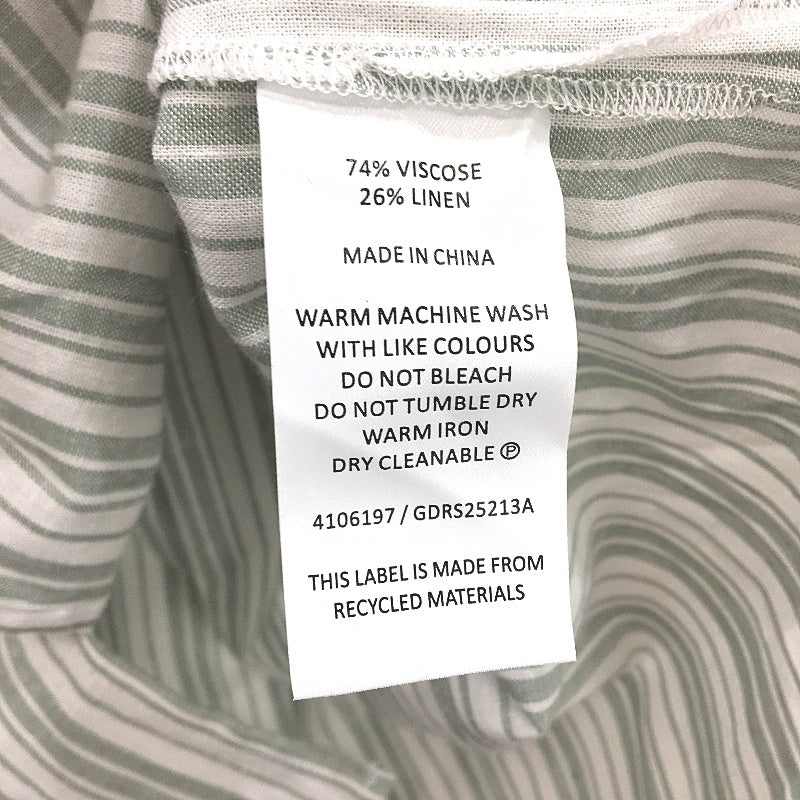 74% VISCOSE
26% LINEN
MADE IN CHINA
WARM MACHINE WASH
WITH LIKE COLOURS
DO NOT BLEACH
DO NOT TUMBLE DRY
WARM IRON
DRY CLEANABLE Ⓟ
4106197 / GDRS25213A
THIS LABEL IS MADE FROM
RECYCLED MATERIALS